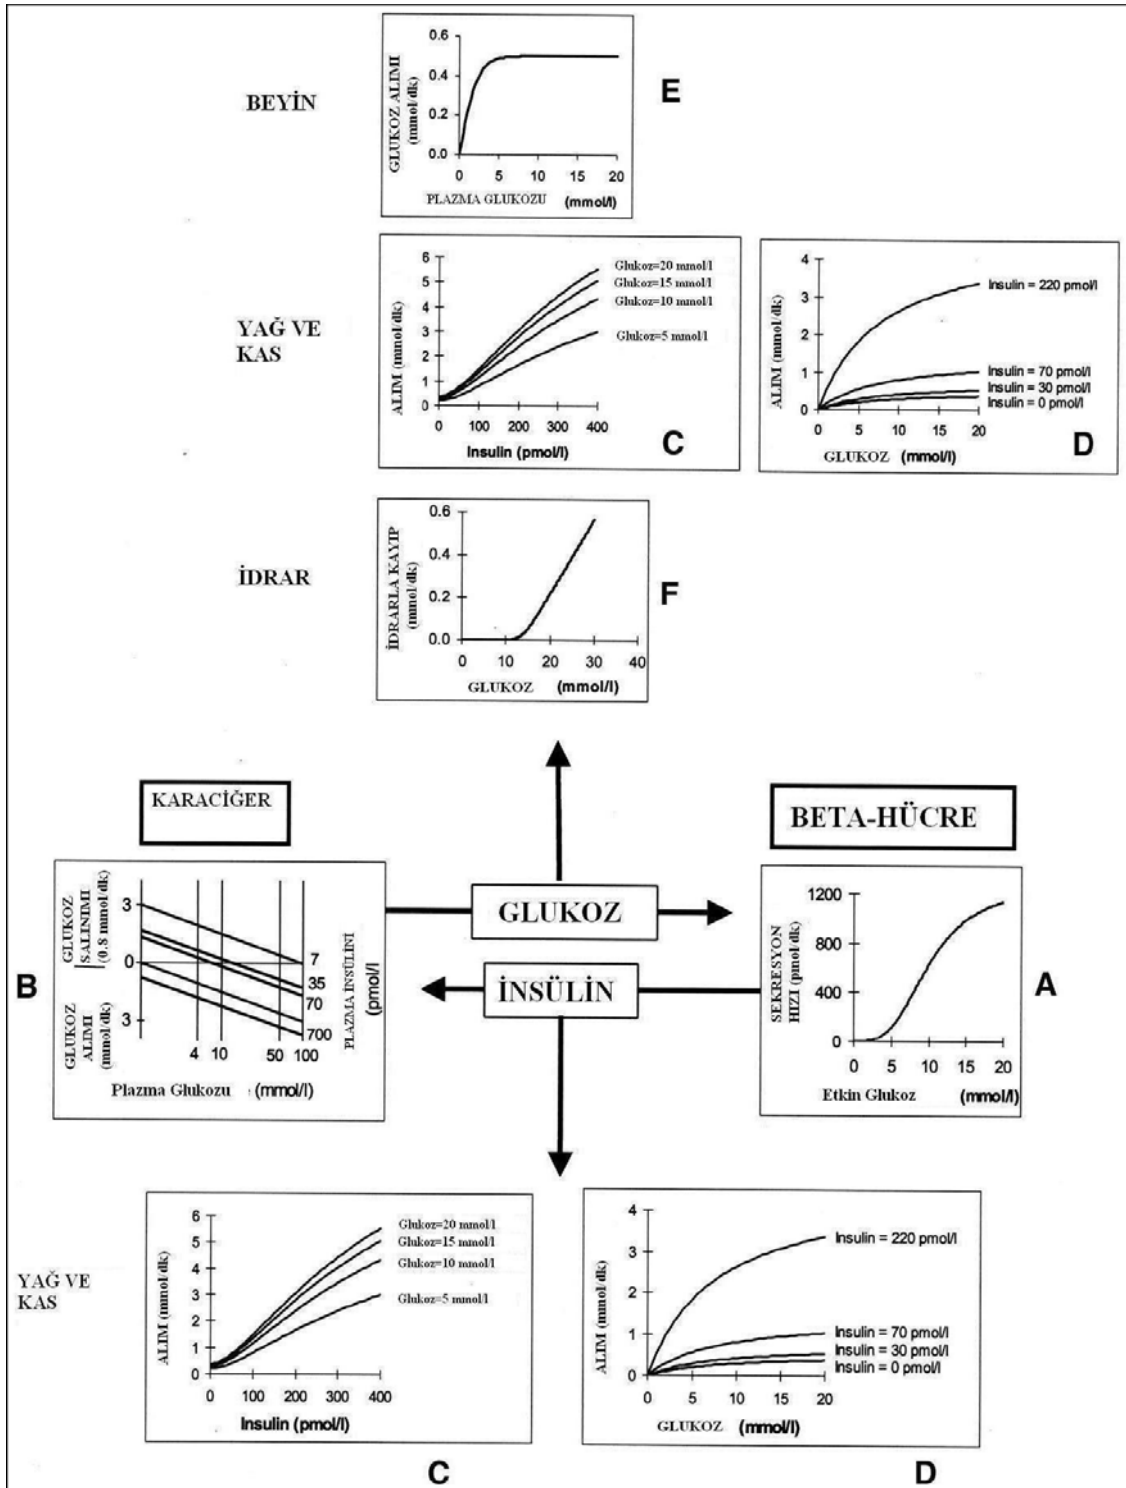 BEYİN
GLUKOZ ALIMI
(mmol/dk)
0.6
0.4
0.2
0.0
0 5 10 15 20
PLAZMA GLUKOZU (mmol/l)
E
YAĞ VE
KAS
ALIM (mmol/dk)
6
5
4
3
2
1
0
Glukoz=20 mmol/l
Glukoz=15 mmol/l
Glukoz=10 mmol/l
Glukoz=5 mmol/l
0 100 200 300 400
Insulin (pmol/l)
C
ALIM (mmol/dk)
4
3
2
1
0
Insulin = 220 pmol/l
Insulin = 70 pmol/l
Insulin = 30 pmol/l
Insulin = 0 pmol/l
0 5 10 15 20
GLUKOZ (mmol/l)
D
İDRAR
İDRARLA KAYIP
(mmol/dk)
0.6
0.4
0.2
0.0
0 10 20 30 40
GLUKOZ (mmol/l)
F
KARACİĞER
BETA-HÜCRE
GLUKOZ
İNSÜLİN
B
GLUKOZ
SALINIMI
(0.8 mmol/dk)
GLUKOZ
ALIMI
(mmol/dk)
3
0
3
7
35
70
700
PLAZMA İNSÜLİNİ
(pmol/l)
4 10 50 100
Plazma Glukozu (mmol/l)
SEKRESYON
HIZI (pmol/dk)
1200
800
400
0
0 5 10 15 20
Etkin Glukoz (mmol/l)
A
YAĞ VE
KAS
ALIM (mmol/dk)
6
5
4
3
2
1
0
Glukoz=20 mmol/l
Glukoz=15 mmol/l
Glukoz=10 mmol/l
Glukoz=5 mmol/l
0 100 200 300 400
Insulin (pmol/l)
C
ALIM (mmol/dk)
4
3
2
1
0
Insulin = 220 pmol/l
Insulin = 70 pmol/l
Insulin = 30 pmol/l
Insulin = 0 pmol/l
0 5 10 15 20
GLUKOZ (mmol/l)
D